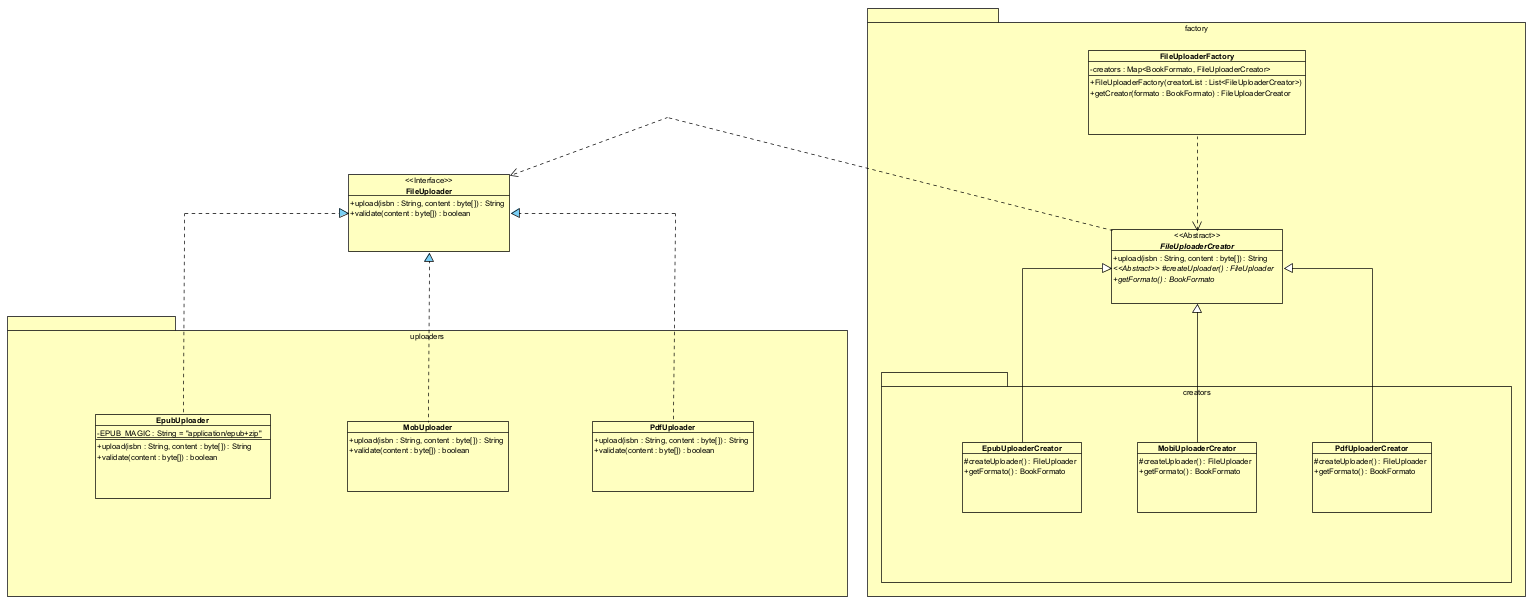 factory
FileUploaderFactory
-creators : Map<BookFormato, FileUploaderCreator>
+FileUploaderFactory(creatorList : List<FileUploaderCreator>)
+getCreator(formato : BookFormato) : FileUploaderCreator
<<Interface>>
FileUploader
+upload(isbn : String, content : byte[]) : String
+validate(content : byte[]) : boolean
<<Abstract>>
FileUploaderCreator
+upload(isbn : String, content : byte[]) : String
<<Abstract>> #createUploader() : FileUploader
+getFormato() : BookFormato
uploaders
EpubUploader
-EPUB_MAGIC : String = "application/epub+zip"
+upload(isbn : String, content : byte[]) : String
+validate(content : byte[]) : boolean
MobUploader
+upload(isbn : String, content : byte[]) : String
+validate(content : byte[]) : boolean
PdfUploader
+upload(isbn : String, content : byte[]) : String
+validate(content : byte[]) : boolean
creators
EpubUploaderCreator
#createUploader() : FileUploader
+getFormato() : BookFormato
MobiUploaderCreator
#createUploader() : FileUploader
+getFormato() : BookFormato
PdfUploaderCreator
#createUploader() : FileUploader
+getFormato() : BookFormato